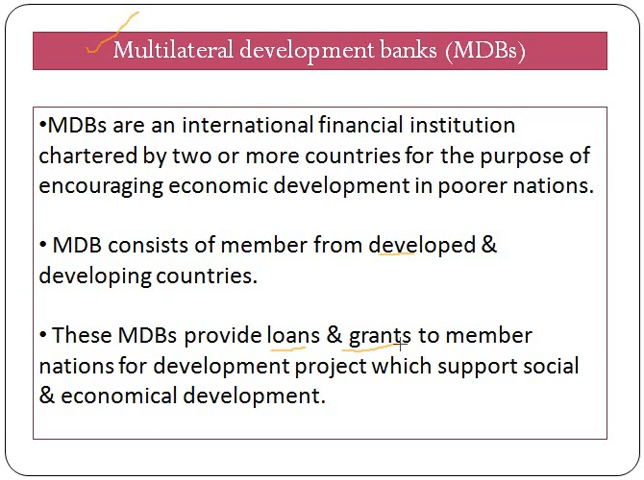 Multilateral development banks (MDBs)
•MDBs are an international financial institution
chartered by two or more countries for the purpose of
encouraging economic development in poorer nations.
• MDB consists of member from developed &
developing countries.
• These MDBs provide loans & grants to member
nations for development project which support social
& economical development.